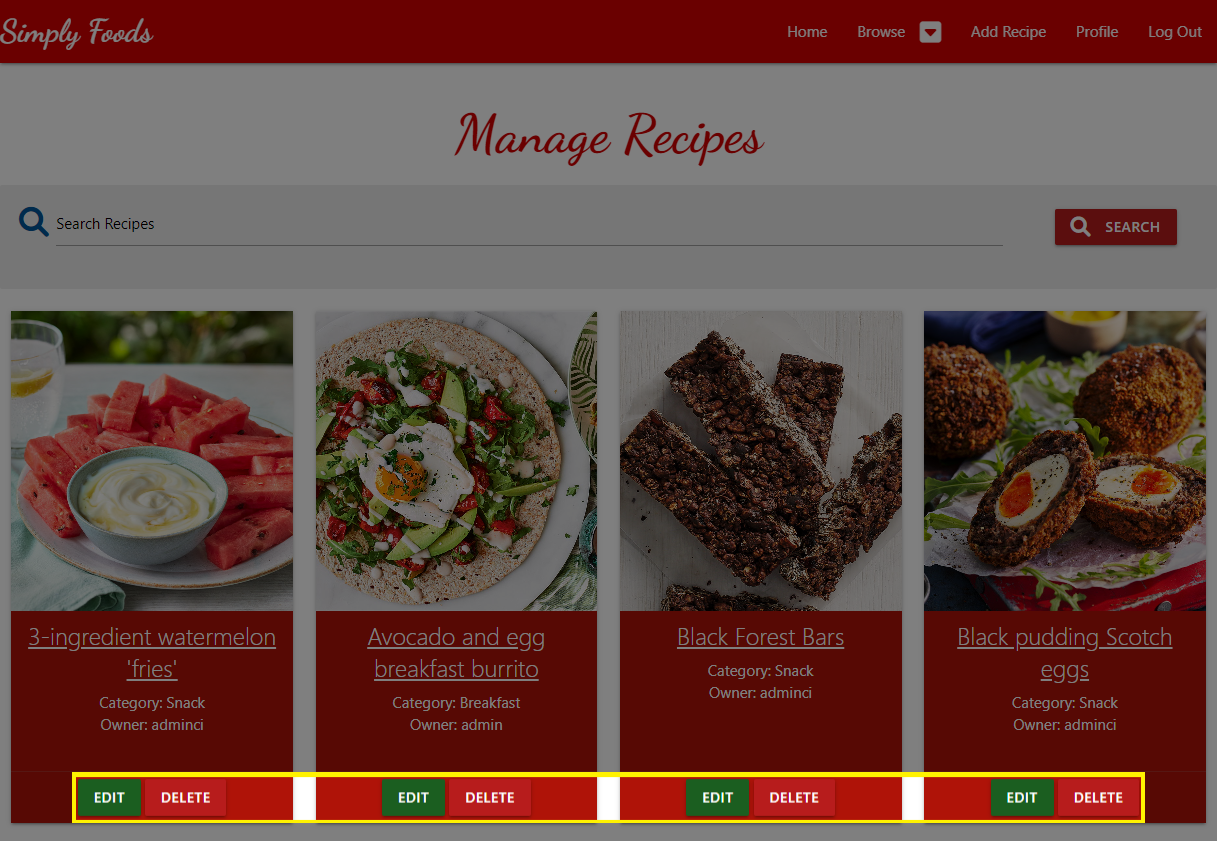 Simply Foods
Home Browse Add Recipe Profile Log Out
Manage Recipes
Search Recipes
SEARCH
3-ingredient watermelon
'fries'
Category: Snack
Owner: adminci
EDIT DELETE
Avocado and egg
breakfast burrito
Category: Breakfast
Owner: admin
EDIT DELETE
Black Forest Bars
Category: Snack
Owner: adminci
EDIT DELETE
Black pudding Scotch
eggs
Category: Snack
Owner: adminci
EDIT DELETE